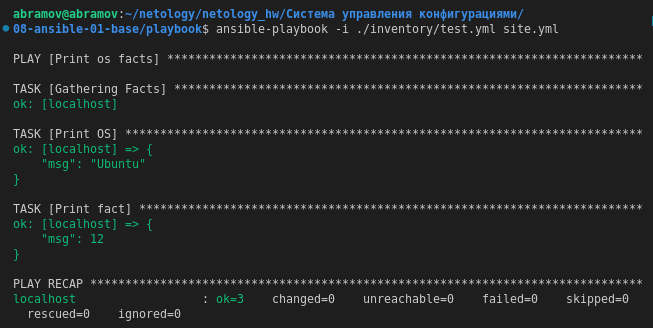 abramov@abramov:~/netology/netology_hw/Система управления конфигурациями/
08-ansible-01-base/playbook$ ansible-playbook -i ./inventory/test.yml site.yml
PLAY [Print os facts] ********************************************************************
TASK [Gathering Facts] *******************************************************************
ok: [localhost]
TASK [Print OS] **************************************************************************
ok: [localhost] => {
    "msg": "Ubuntu"
}
TASK [Print fact] ************************************************************************
ok: [localhost] => {
    "msg": 12
}
PLAY RECAP *******************************************************************************
localhost                  : ok=3    changed=0    unreachable=0    failed=0    skipped=0
  rescued=0    ignored=0